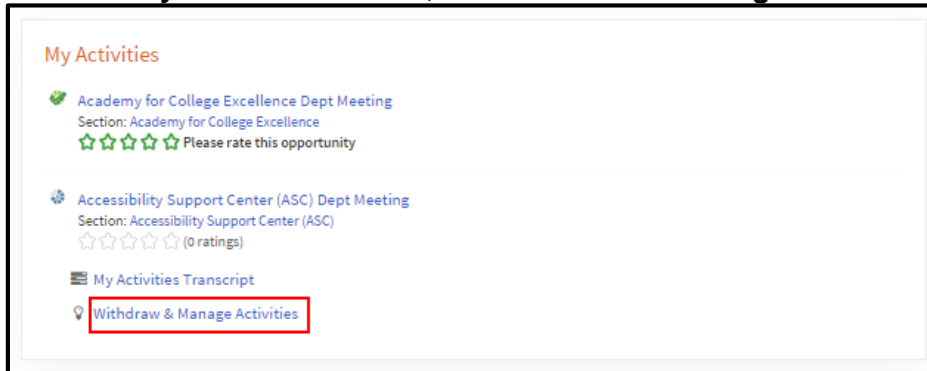 My Activities
Academy for College Excellence Dept Meeting
Section: Academy for College Excellence
Please rate this opportunity
Accessibility Support Center (ASC) Dept Meeting
Section: Accessibility Support Center (ASC)
(0 ratings)
My Activities Transcript
Withdraw & Manage Activities